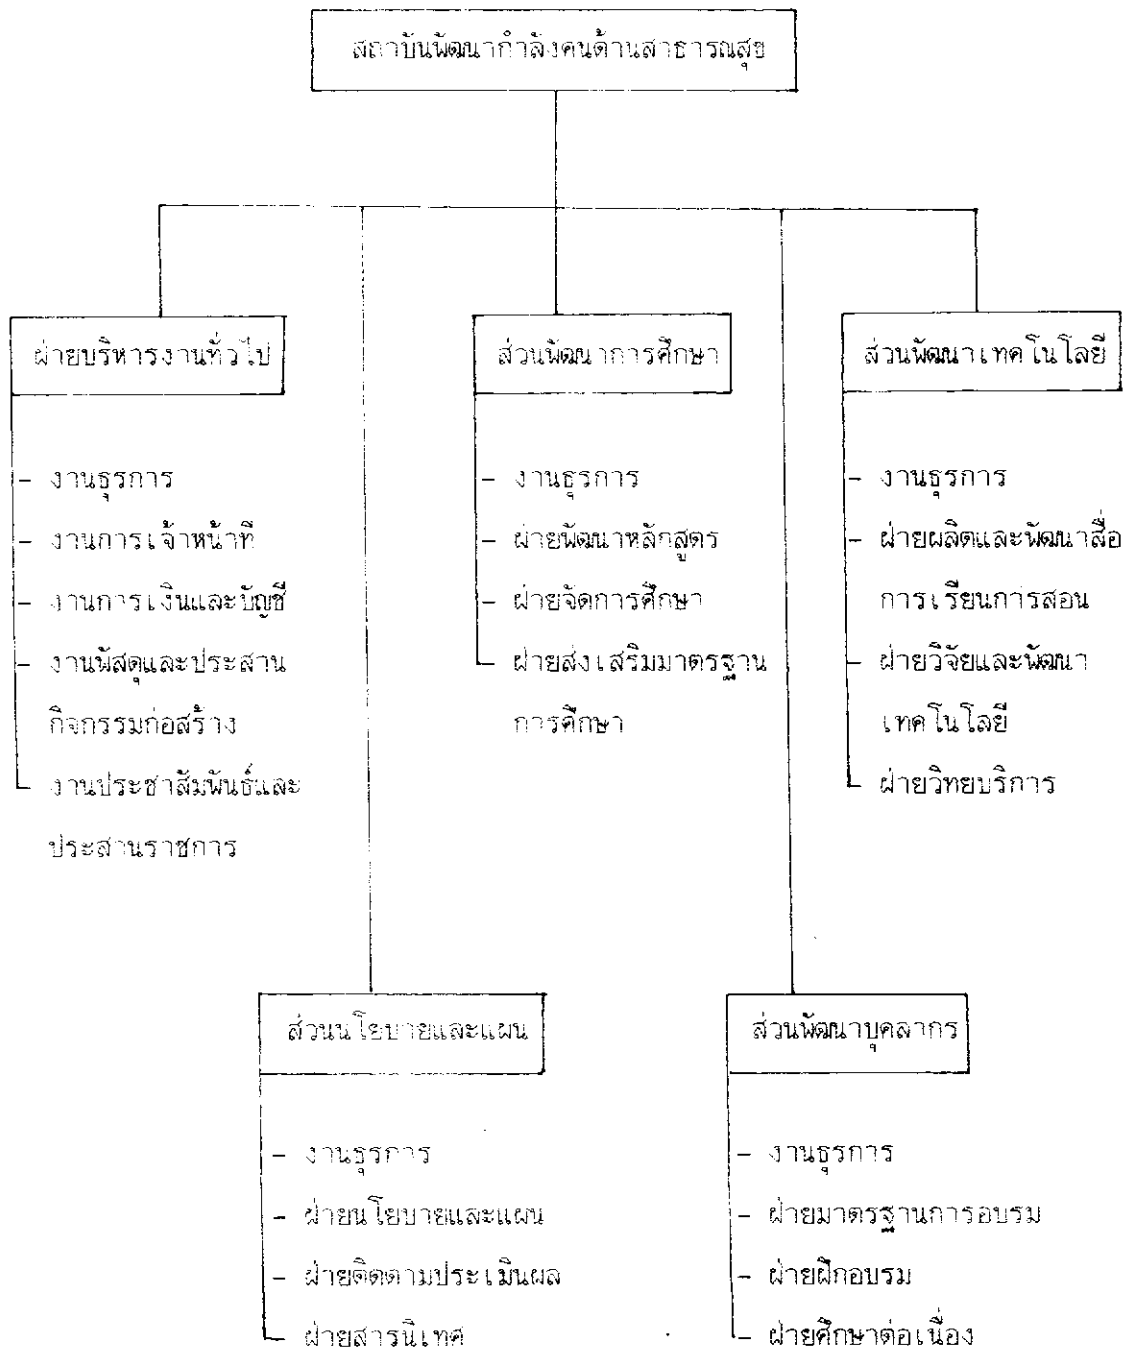 สถาบันพัฒนากำลังคนด้านสาธารณสุข
ฝ่ายบริหารงานทั่วไป
- งานธุรการ
- งานการเจ้าหน้าที่
- งานการเงินและบัญชี
- งานพัสดุและประสาน
กิจกรรมก่อสร้าง
- งานประชาสัมพันธ์และ
ประสานราชการ
ส่วนพัฒนาการศึกษา
- งานธุรการ
- ฝ่ายพัฒนาหลักสูตร
- ฝ่ายจัดการศึกษา
- ฝ่ายส่งเสริมมาตรฐาน
การศึกษา
ส่วนพัฒนาเทคโนโลยี
- งานธุรการ
- ฝ่ายผลิตและพัฒนาสื่อ
การเรียนการสอน
- ฝ่ายวิจัยและพัฒนา
เทคโนโลยี
- ฝ่ายวิทยบริการ
ส่วนนโยบายและแผน
- งานธุรการ
- ฝ่ายนโยบายและแผน
- ฝ่ายติดตามประเมินผล
- ฝ่ายสารนิเทศ
ส่วนพัฒนาบุคลากร
- งานธุรการ
- ฝ่ายมาตรฐานการอบรม
- ฝ่ายฝึกอบรม
- ฝ่ายศึกษาต่อเนื่อง